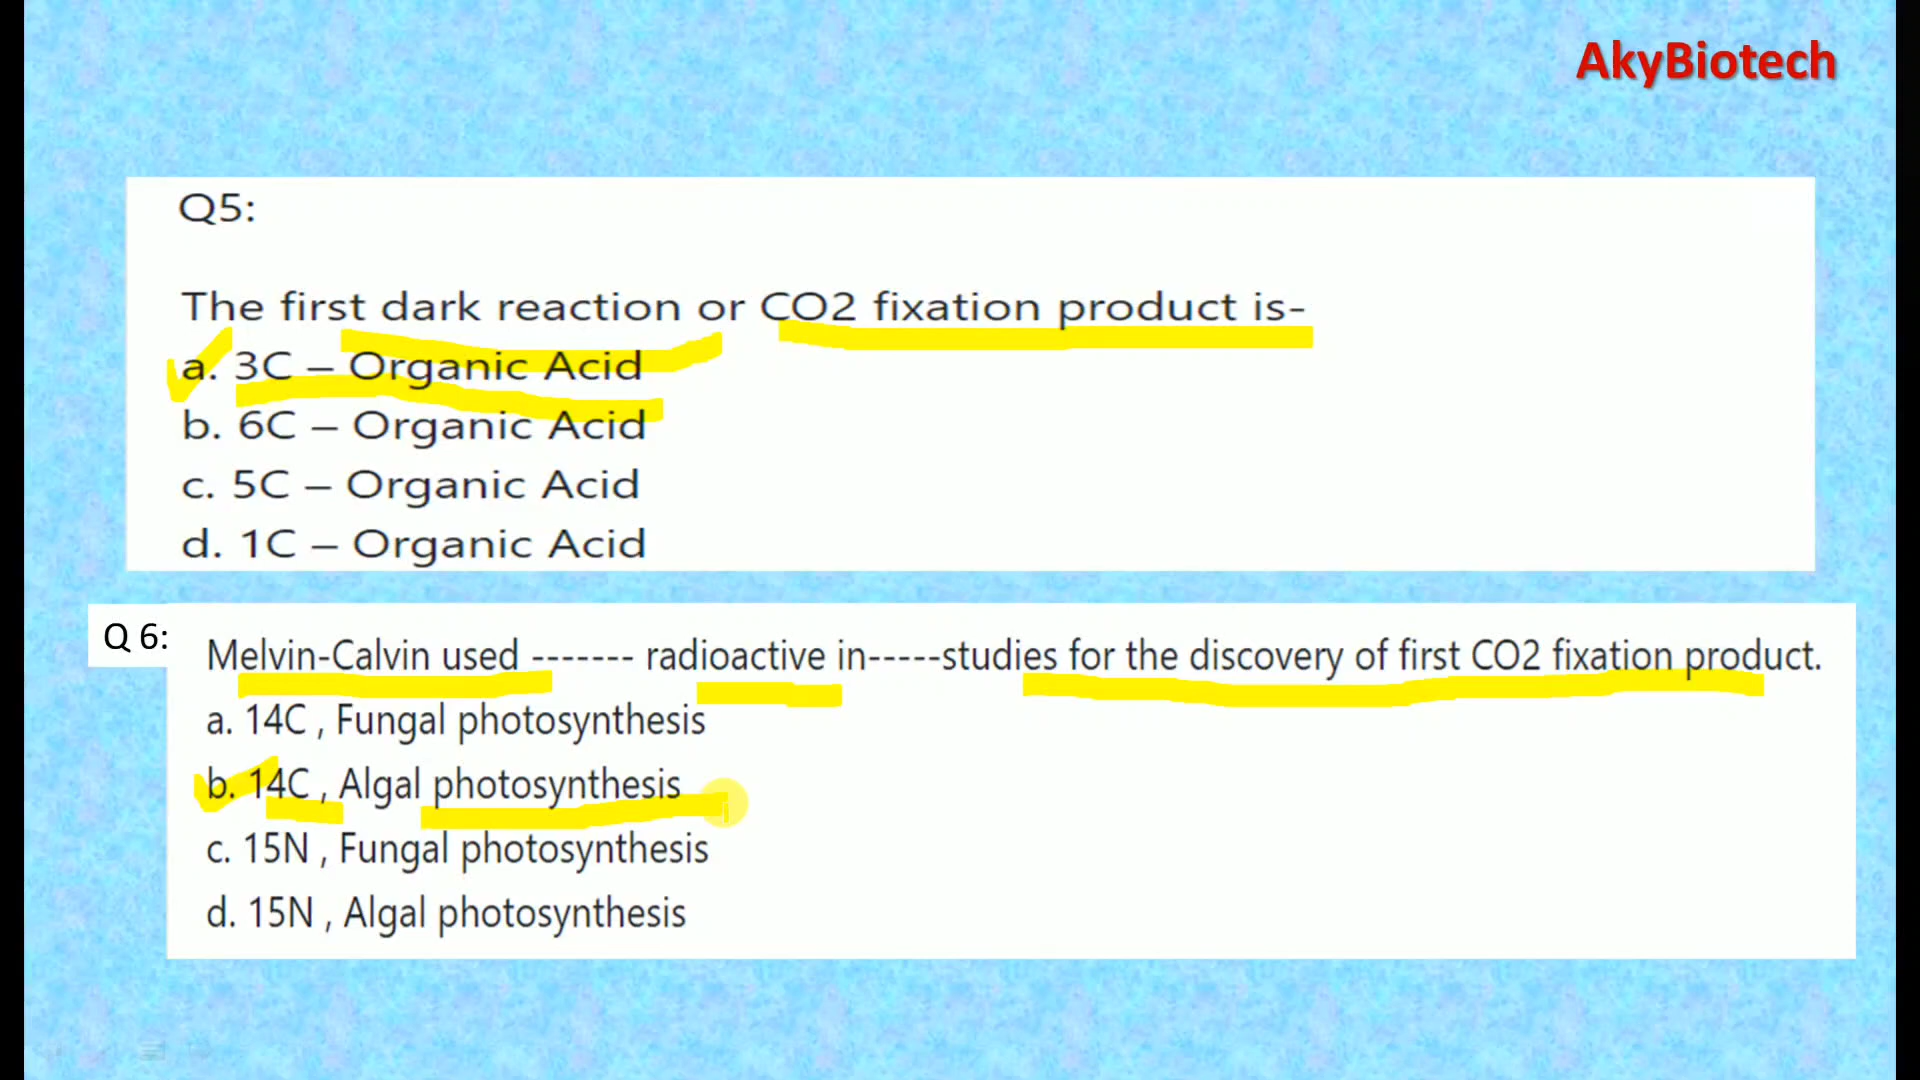 AkyBiotech
Q5:
The first dark reaction or CO2 fixation product is-
a. 3C – Organic Acid
b. 6C – Organic Acid
c. 5C – Organic Acid
d. 1C – Organic Acid
Q 6:
Melvin-Calvin used ------- radioactive in-----studies for the discovery of first CO2 fixation product.
a. 14C , Fungal photosynthesis
b. 14C , Algal photosynthesis
c. 15N , Fungal photosynthesis
d. 15N , Algal photosynthesis